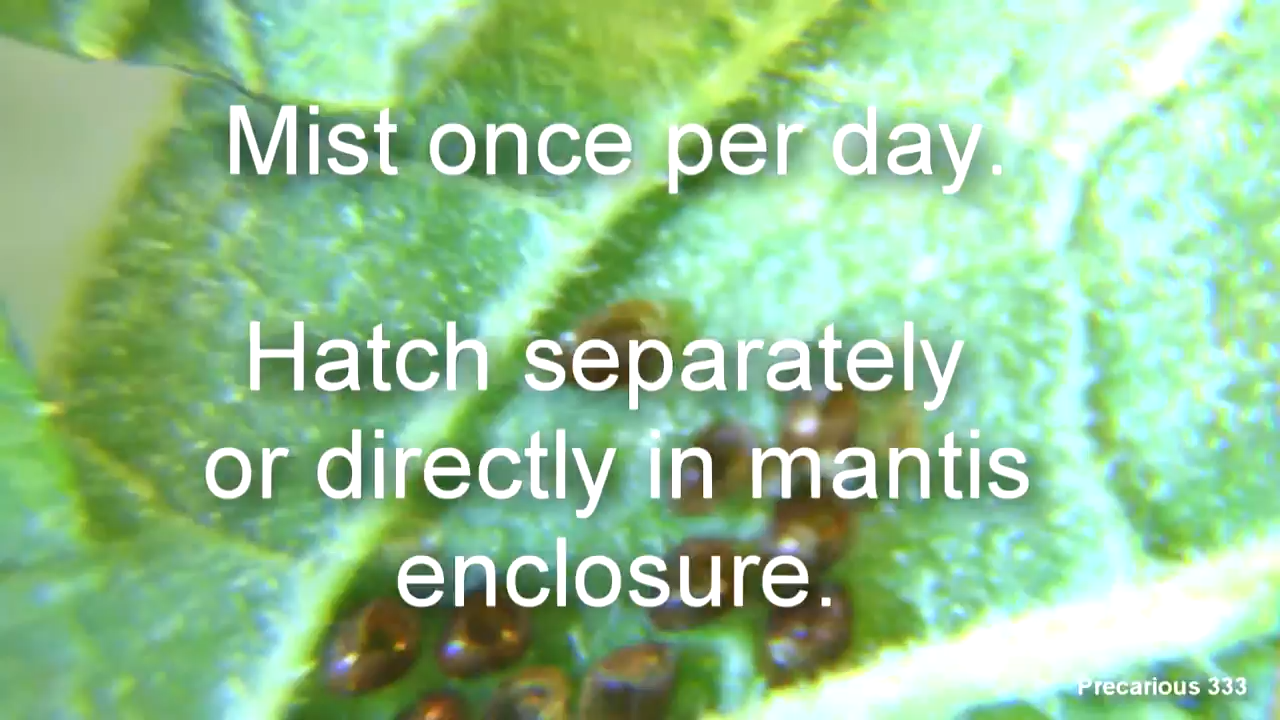 Mist once per day.
Hatch separately
or directly in mantis
enclosure.
Precarious 333